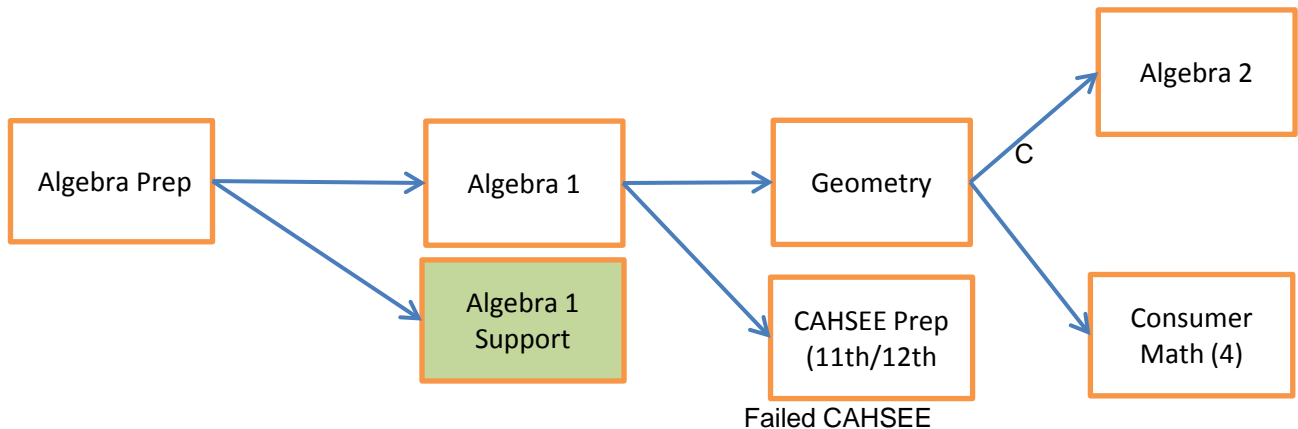 Algebra Prep
Algebra 1
Algebra 1
Support
Geometry
CAHSEE Prep
(11th/12th
Failed CAHSEE
C
Algebra 2
Consumer
Math (4)